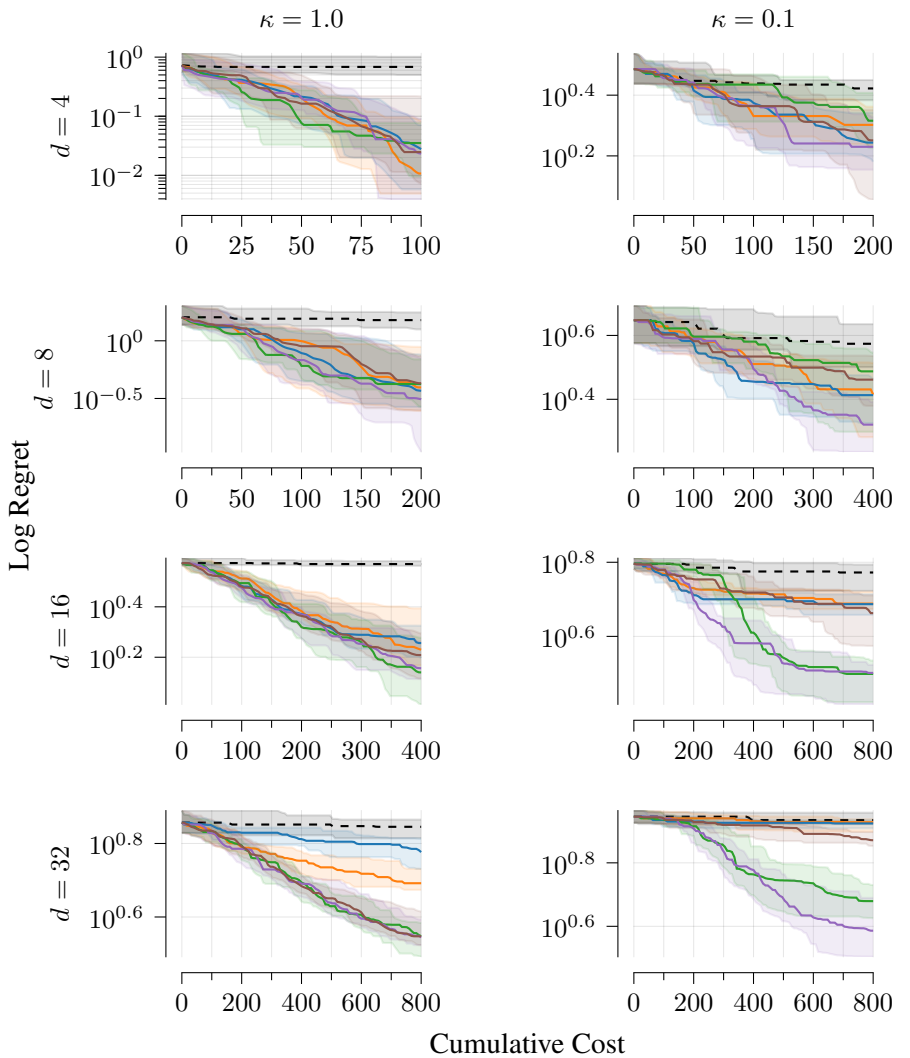 κ = 1.0
κ = 0.1
d = 4
10^0
10^−1
10^−2
0 25 50 75 100
10^0.4
10^0.2
0 50 100 150 200
d = 8
10^0
10^−0.5
0 50 100 150 200
10^0.6
10^0.4
0 100 200 300 400
Log Regret
d = 16
10^0.4
10^0.2
0 100 200 300 400
10^0.8
10^0.6
0 200 400 600 800
d = 32
10^0.8
10^0.6
0 200 400 600 800
10^0.8
10^0.6
0 200 400 600 800
Cumulative Cost